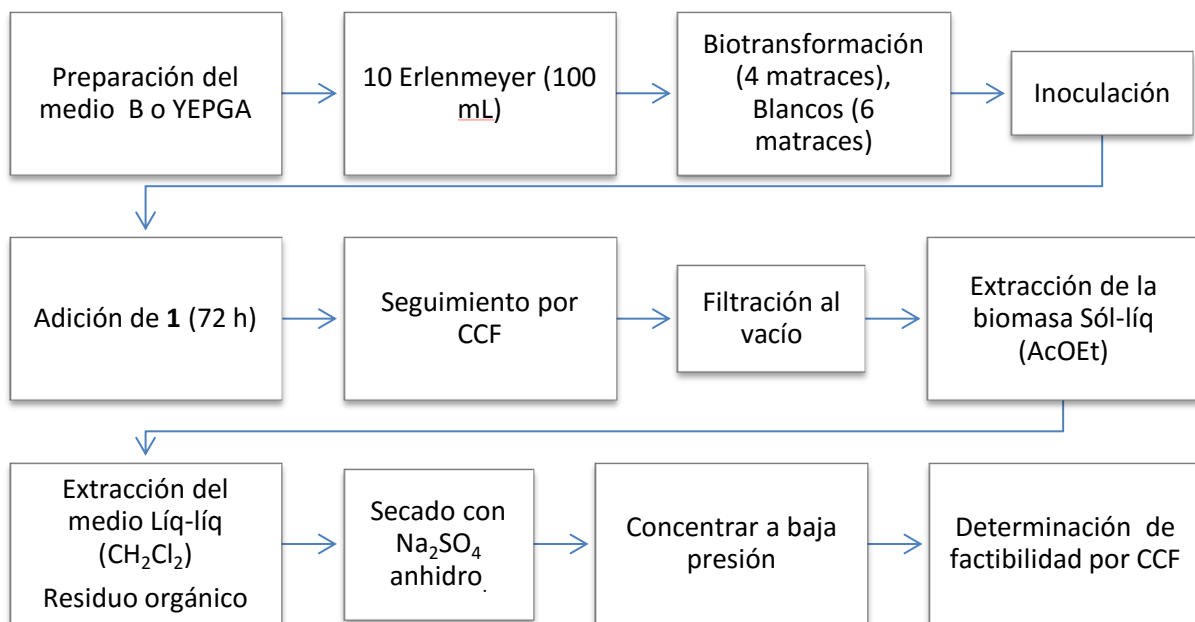 Preparación del
medio B o YEPGA
10 Erlenmeyer (100
mL)
Biotransformación
(4 matraces),
Blancos (6
matraces)
Inoculación
Adición de 1 (72 h)
Seguimiento por
CCF
Filtración al
vacío
Extracción de la
biomasa Sól-líq
(AcOEt)
Extracción del
medio Líq-líq
(CH₂Cl₂)
Residuo orgánico
Secado con
Na₂SO₄
anhidro.
Concentrar a baja
presión
Determinación de
factibilidad por CCF